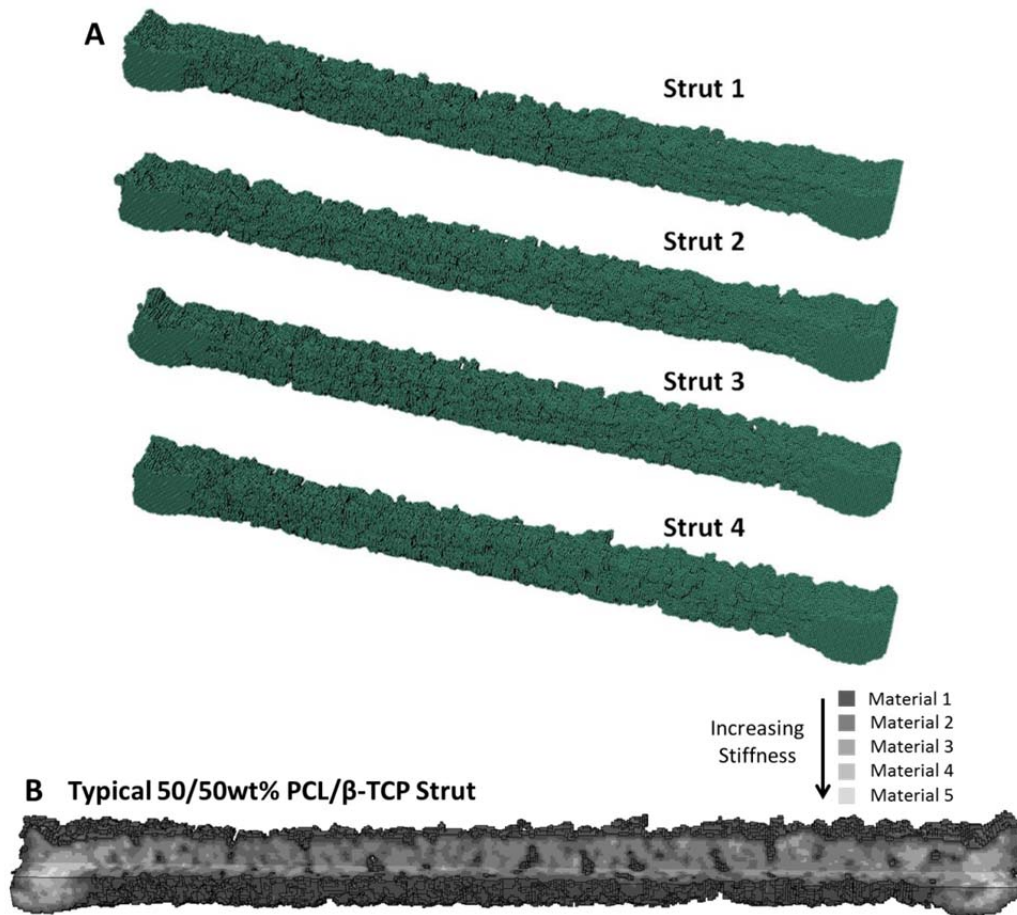 A
Strut 1
Strut 2
Strut 3
Strut 4
Increasing
Stiffness
Material 1
Material 2
Material 3
Material 4
Material 5
B Typical 50/50wt% PCL/β-TCP Strut